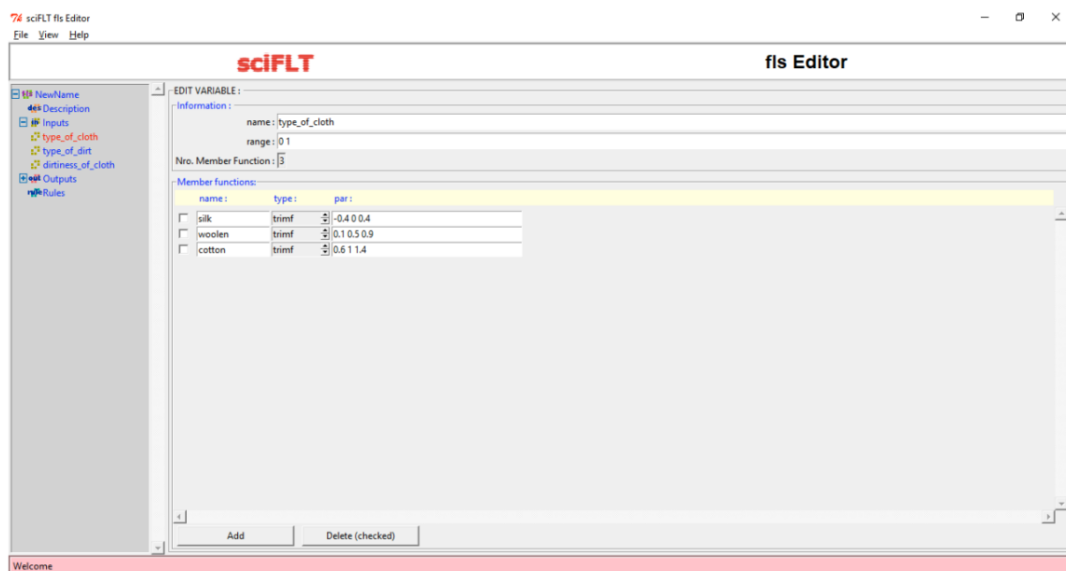 sciFLT fls Editor
File View Help
sciFLT fls Editor
NewName
Description
Inputs
type_of_cloth
type_of_dirt
dirtiness_of_cloth
Outputs
Rules
EDIT VARIABLE :
Information :
name : type_of_cloth
range : 0 1
Nro. Member Function : 3
Member functions:
name : type : par :
silk trimf -0.4 0 0.4
woolen trimf 0.1 0.5 0.9
cotton trimf 0.6 1 1.4
Add Delete (checked)
Welcome